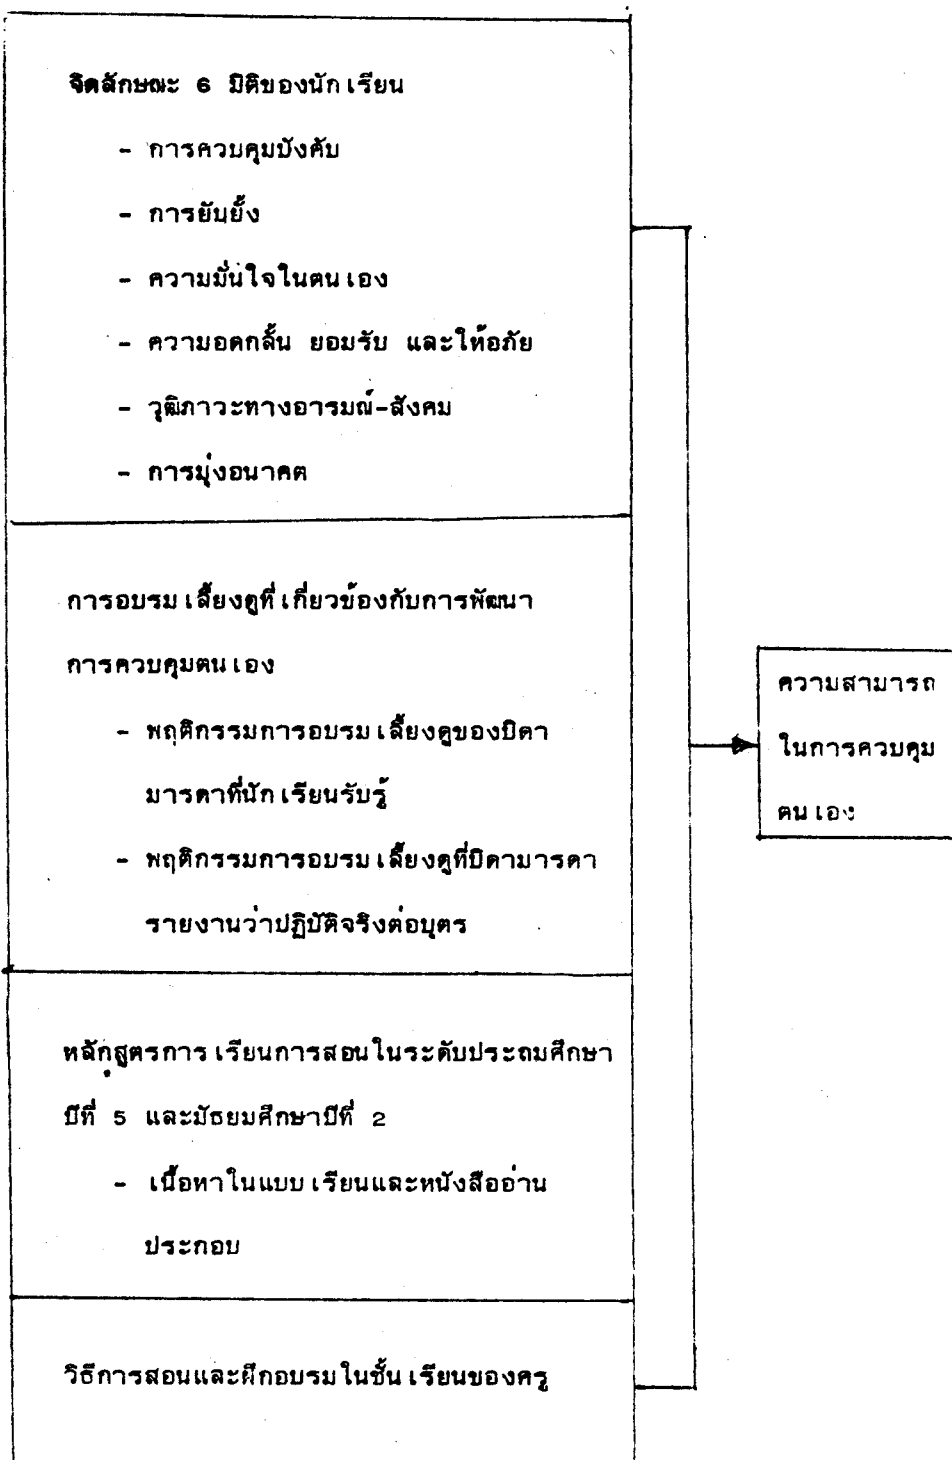 จิตลักษณะ 6 มิติของนักเรียน
- การควบคุมบังคับ
- การยับยั้ง
- ความมั่นใจในตนเอง
- ความอดกลั้น ยอมรับ และให้อภัย
- วุฒิภาวะทางอารมณ์-สังคม
- การมุ่งอนาคต
การอบรมเลี้ยงดูที่เกี่ยวข้องกับการพัฒนา
การควบคุมตนเอง
- พฤติกรรมการอบรมเลี้ยงดูของบิดา
มารดาที่นักเรียนรับรู้
- พฤติกรรมการอบรมเลี้ยงดูที่บิดามารดา
รายงานว่าปฏิบัติจริงต่อบุตร
หลักสูตรการเรียนการสอนในระดับประถมศึกษา
ปีที่ 5 และมัธยมศึกษาปีที่ 2
- เนื้อหาในแบบเรียนและหนังสืออ่าน
ประกอบ
วิธีการสอนและฝึกอบรมในชั้นเรียนของครู
ความสามารถ
ในการควบคุม
ตนเอง